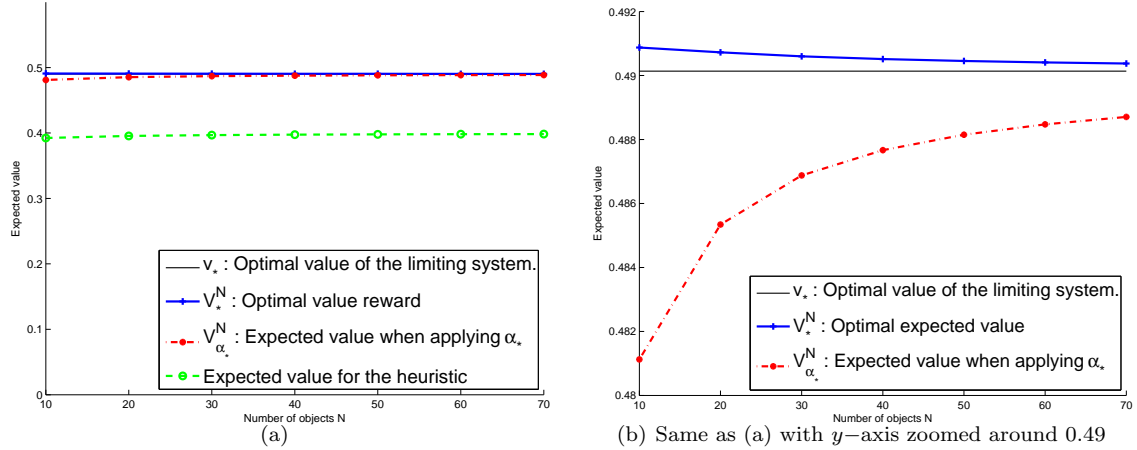 0.5
0.4
0.3
0.2
0.1
0
Expected value
10 20 30 40 50 60 70
Number of objects N
v* : Optimal value of the limiting system.
V*^N : Optimal value reward
V_α*^N : Expected value when applying α*
Expected value for the heuristic
(a)
0.492
0.49
0.488
0.486
0.484
0.482
0.48
Expected value
10 20 30 40 50 60 70
Number of objects N
v* : Optimal value of the limiting system.
V*^N : Optimal expected value
V_α*^N : Expected value when applying α*
(b) Same as (a) with y−axis zoomed around 0.49